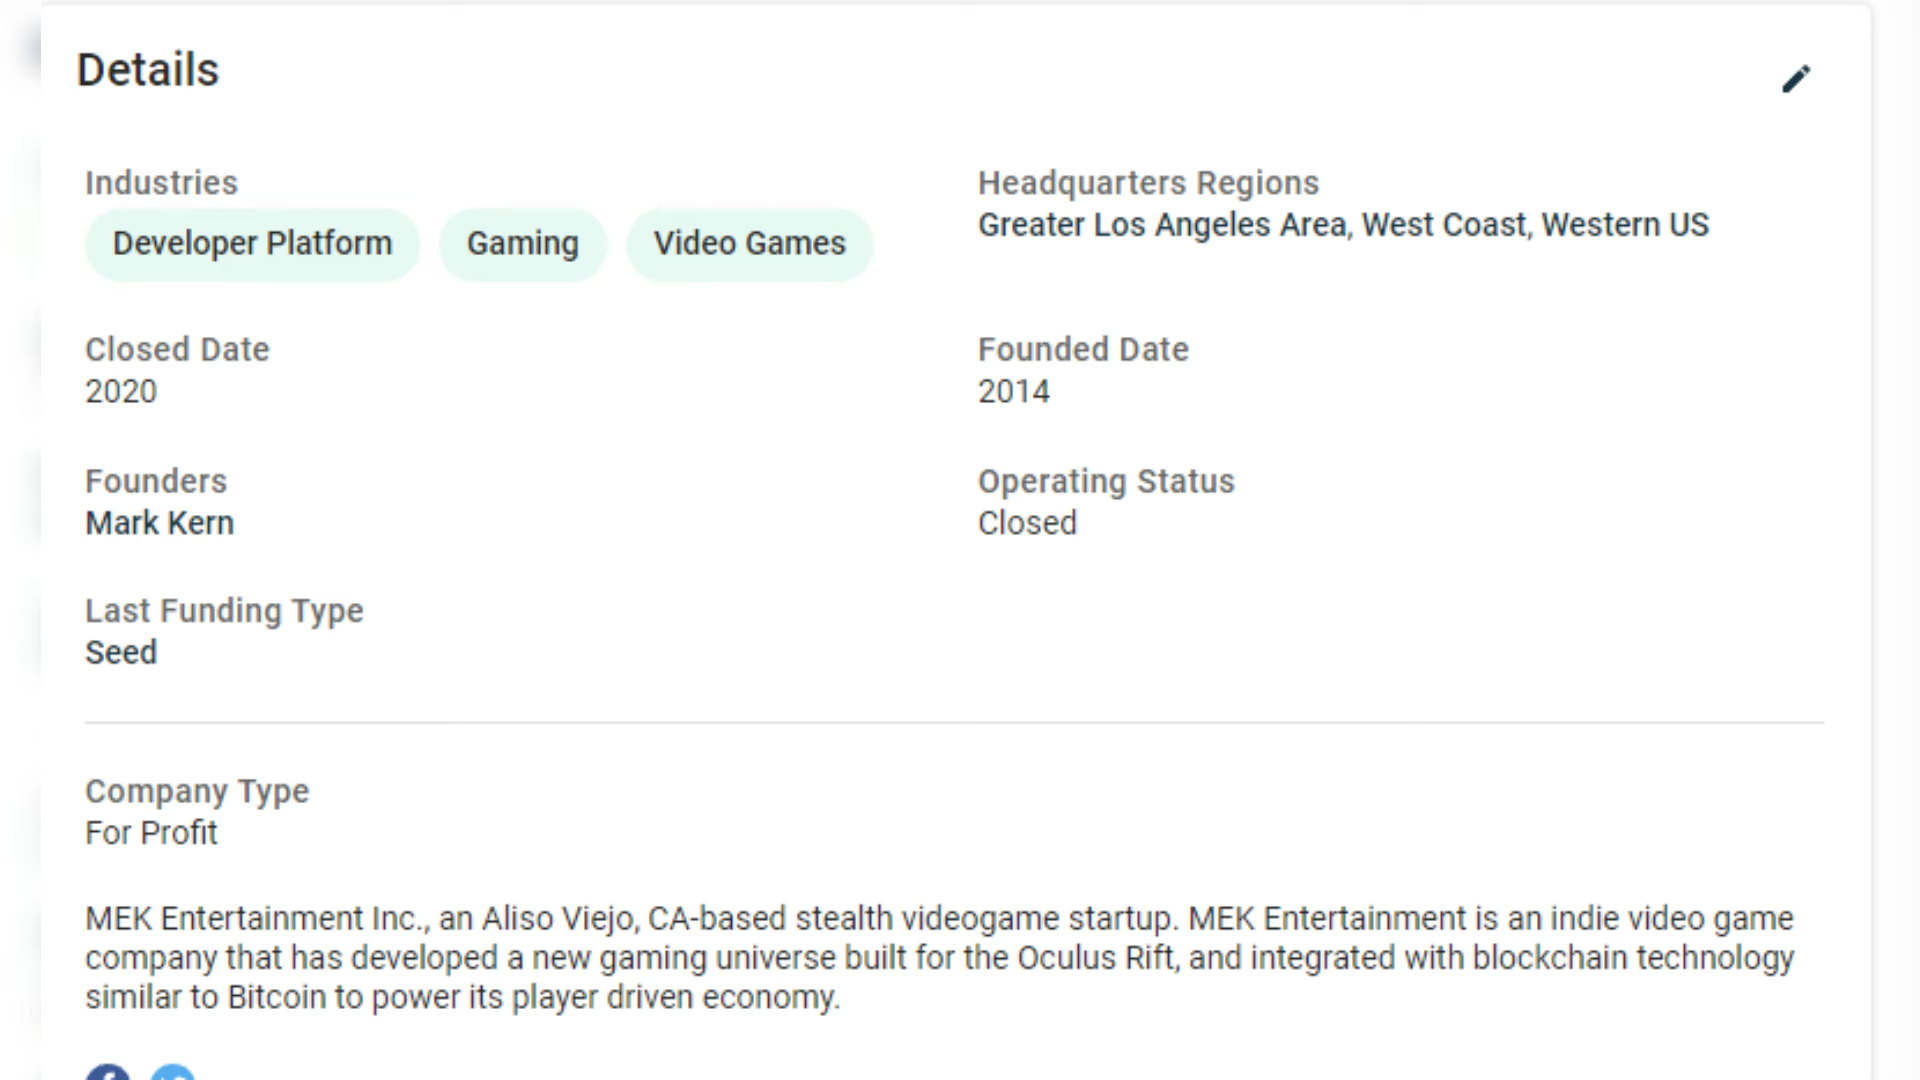 Details
Industries
Developer Platform
Gaming
Video Games
Headquarters Regions
Greater Los Angeles Area, West Coast, Western US
Closed Date
2020
Founded Date
2014
Founders
Mark Kern
Operating Status
Closed
Last Funding Type
Seed
Company Type
For Profit
MEK Entertainment Inc., an Aliso Viejo, CA-based stealth videogame startup. MEK Entertainment is an indie video game
company that has developed a new gaming universe built for the Oculus Rift, and integrated with blockchain technology
similar to Bitcoin to power its player driven economy.